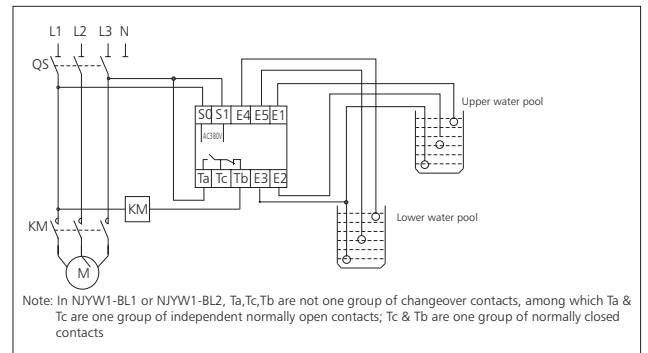 L1 L2 L3 N
QS
S0 S1 E4 E5 E1
AC380V
Upper water pool
Ta Tc Tb E3 E2
KM
Lower water pool
KM
M
Note: In NJYW1-BL1 or NJYW1-BL2, Ta,Tc,Tb are not one group of changeover contacts, among which Ta &
Tc are one group of independent normally open contacts; Tc & Tb are one group of normally closed
contacts